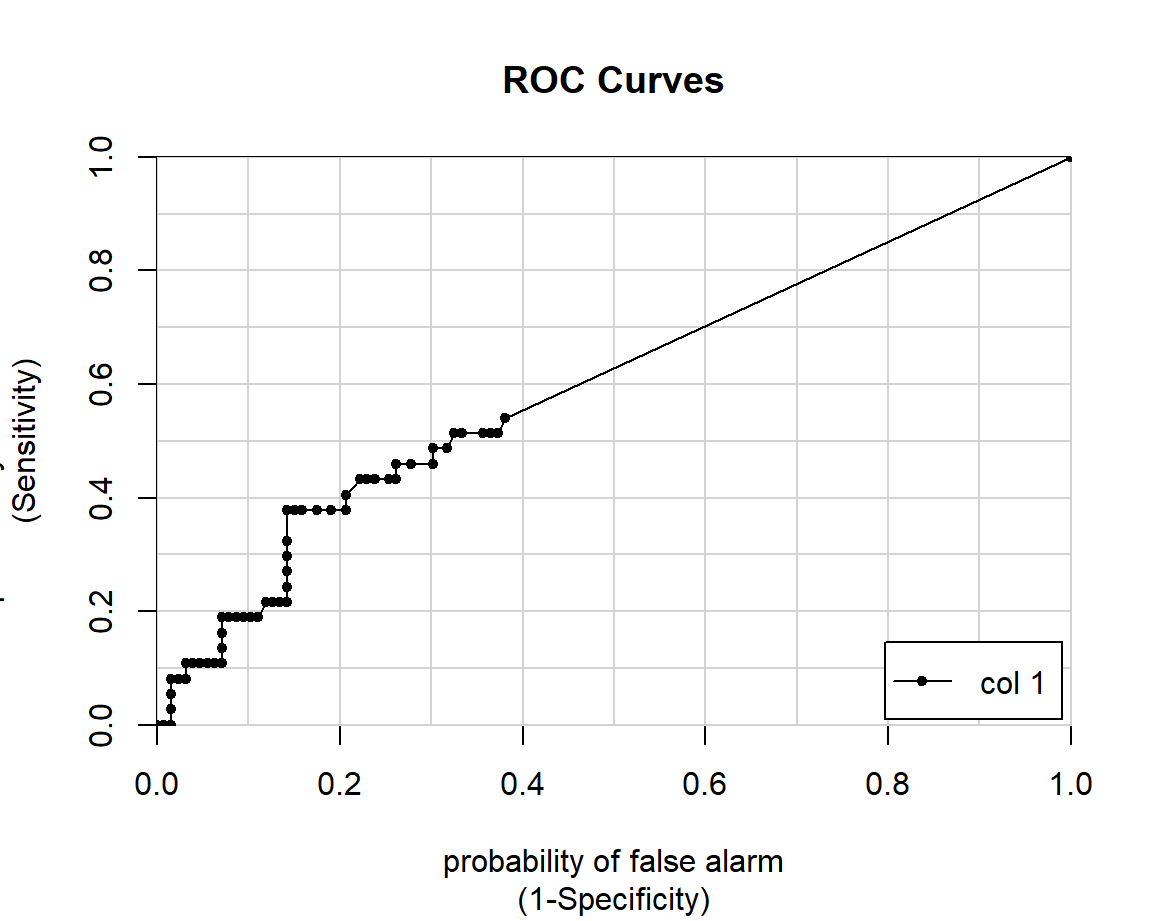 ROC Curves
1.0
0.8
0.6
0.4
0.2
0.0
(Sensitivity)
col 1
0.0 0.2 0.4 0.6 0.8 1.0
probability of false alarm
(1-Specificity)